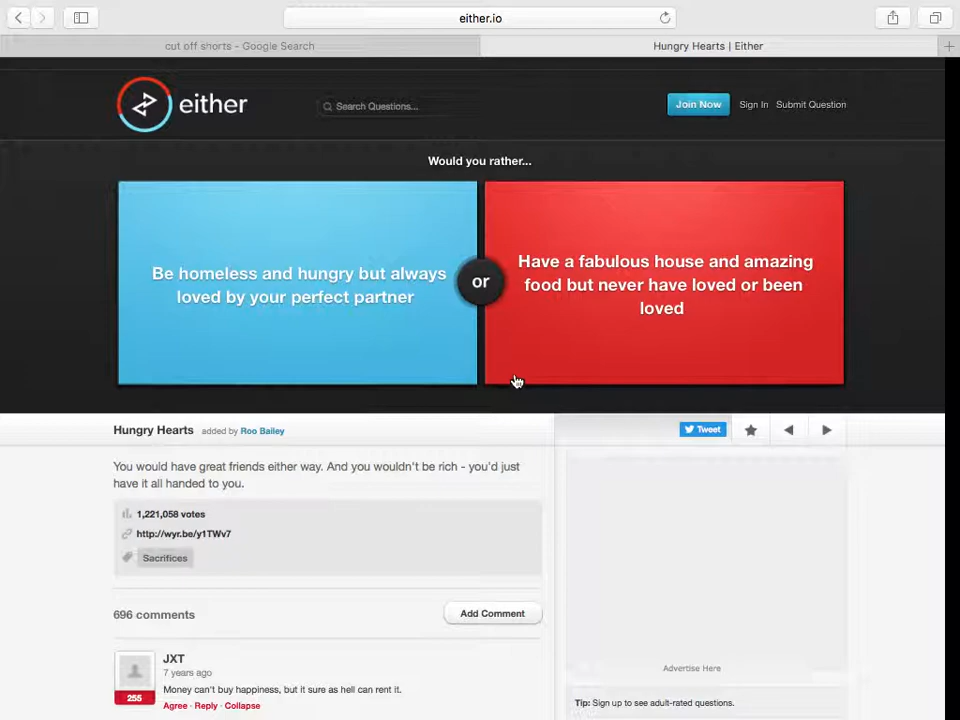 either.io
cut off shorts - Google Search
Hungry Hearts | Either
either
Search Questions...
Join Now
Sign In
Submit Question
Would you rather...
Be homeless and hungry but always
loved by your perfect partner
or
Have a fabulous house and amazing
food but never have loved or been
loved
Hungry Hearts added by Roo Bailey
Tweet
You would have great friends either way. And you wouldn't be rich - you'd just
have it all handed to you.
1,221,058 votes
http://wyr.be/y1TWv7
Sacrifices
696 comments
Add Comment
JXT
7 years ago
Money can't buy happiness, but it sure as hell can rent it.
255
Agree · Reply · Collapse
Advertise Here
Tip: Sign up to see adult-rated questions.